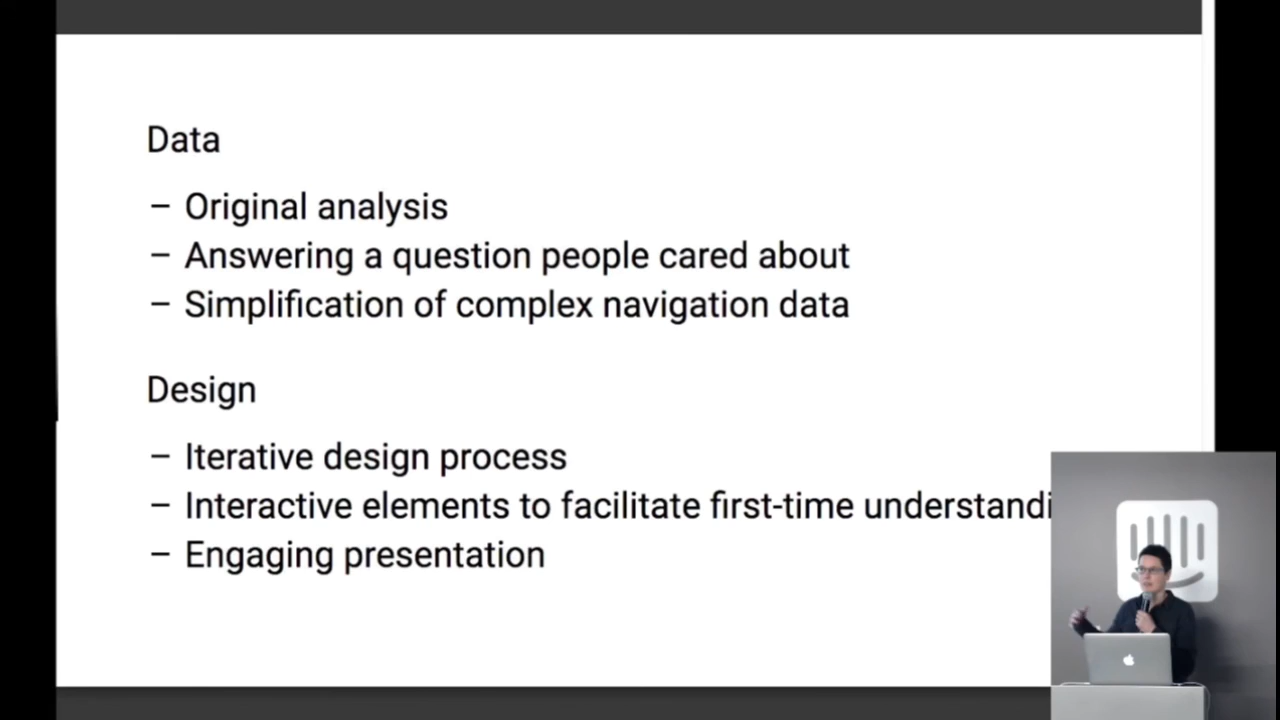 Data
– Original analysis
– Answering a question people cared about
– Simplification of complex navigation data
Design
– Iterative design process
– Interactive elements to facilitate first-time understandi
– Engaging presentation